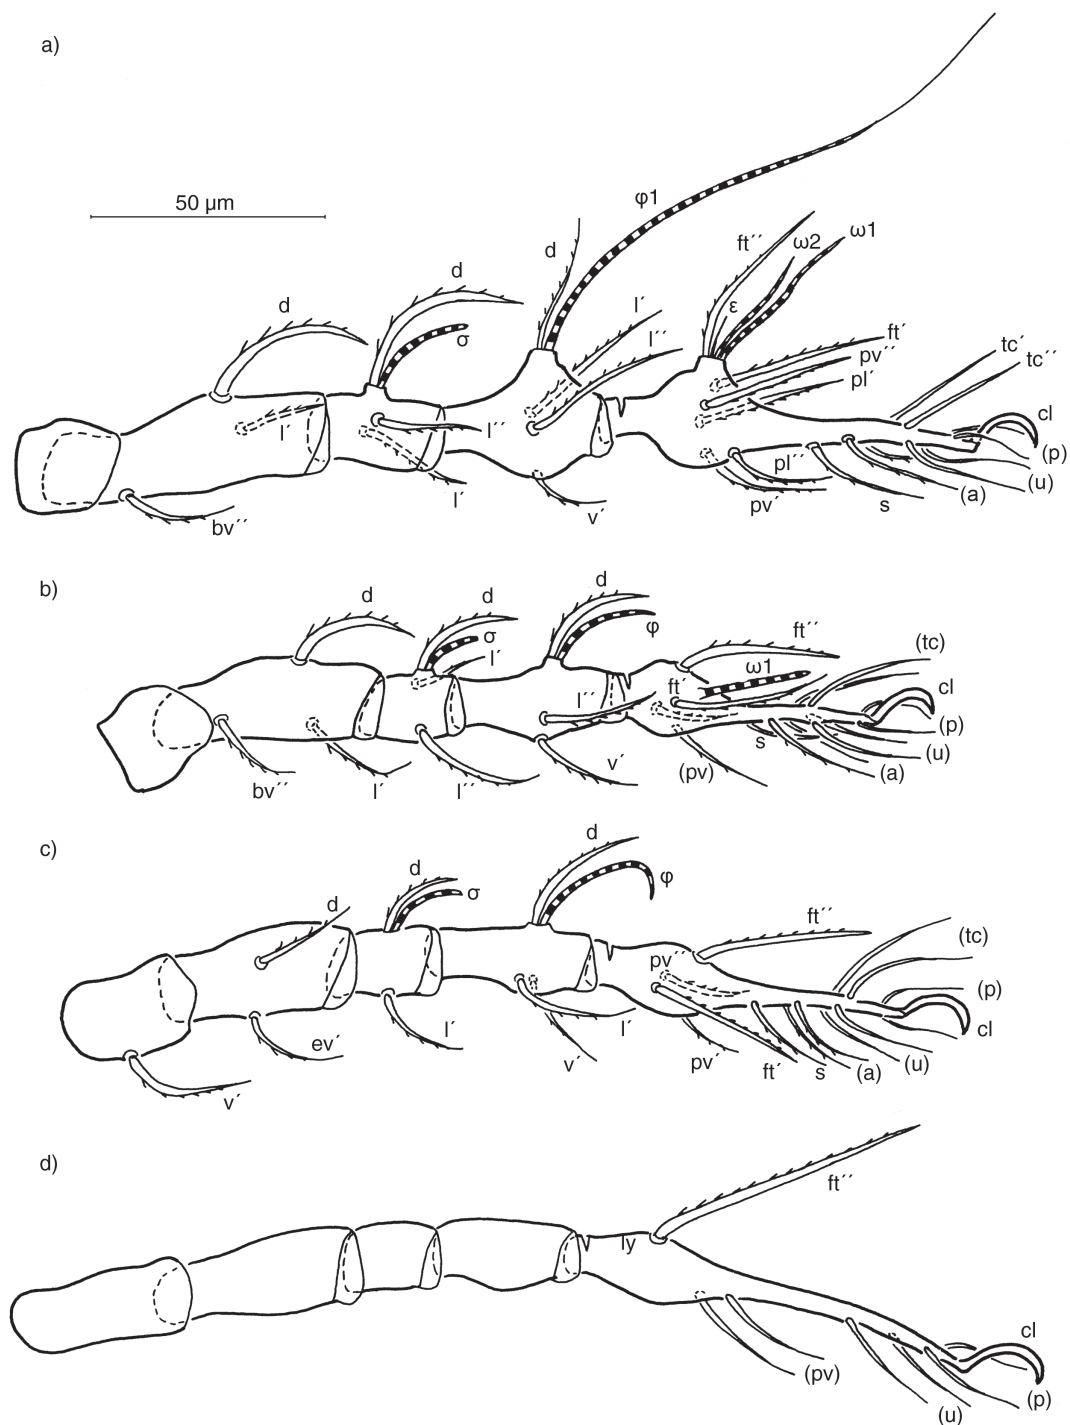 a)
50 µm
φ1
d
ft´´
ω2
ω1
d
d
σ
ε
l´
l´´
ft´
pv´´
pl´
tc´
tc´´
cl
l´
l´´
(p)
l´
pl´´
(u)
(a)
s
bv´´
v´
pv´
b)
d
d
σ
l´
d
φ
ft´´
(tc)
ω1
ft´
cl
l´´
(p)
s
(u)
(a)
(pv)
v´
bv´´
l´
l´´
c)
d
d
σ
d
φ
ft´´
(tc)
pv´´
(p)
cl
ev´
l´
l´
v´
pv´
ft´
s
(a)
(u)
v´
d)
ft´´
ly
cl
(pv)
(p)
(u)